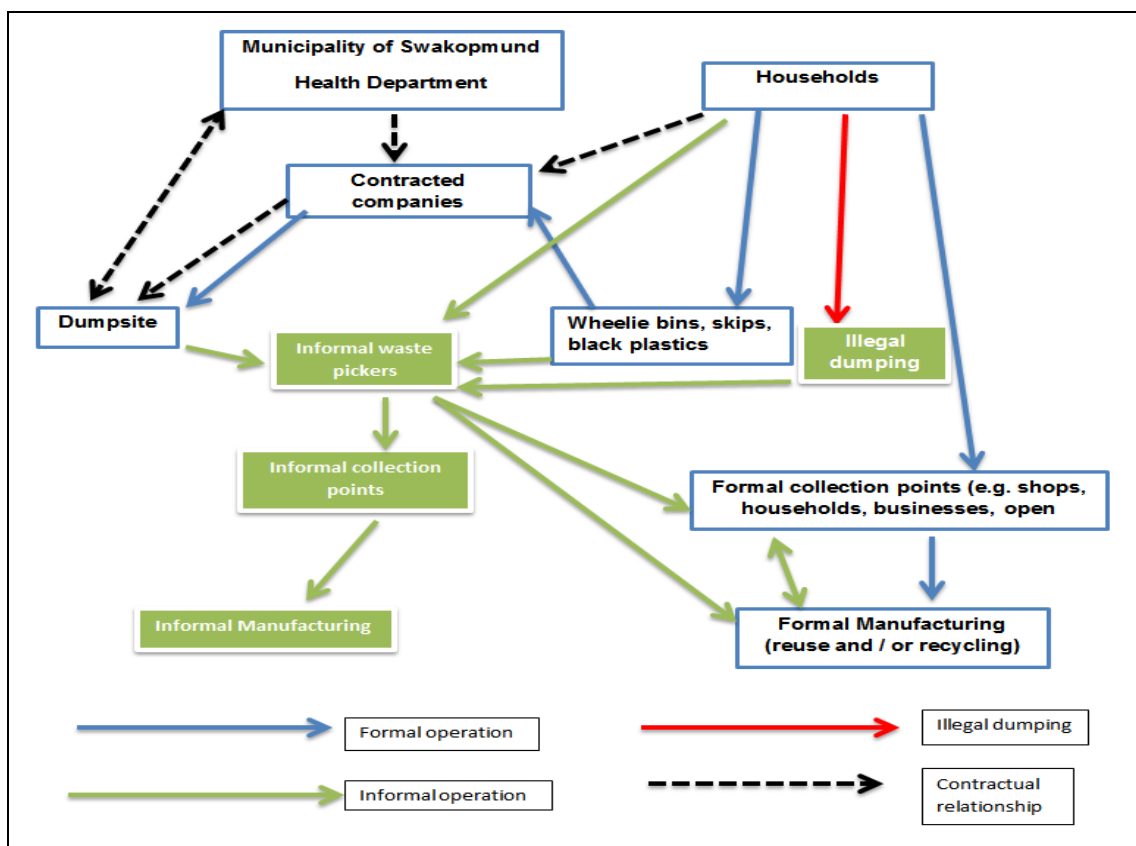 Municipality of Swakopmund
Health Department
Households
Contracted
companies
Dumpsite
Informal waste
pickers
Wheelie bins, skips,
black plastics
Illegal
dumping
Informal collection
points
Formal collection points (e.g. shops,
households, businesses, open
Informal Manufacturing
Formal Manufacturing
(reuse and / or recycling)
Formal operation
Illegal dumping
Informal operation
Contractual
relationship